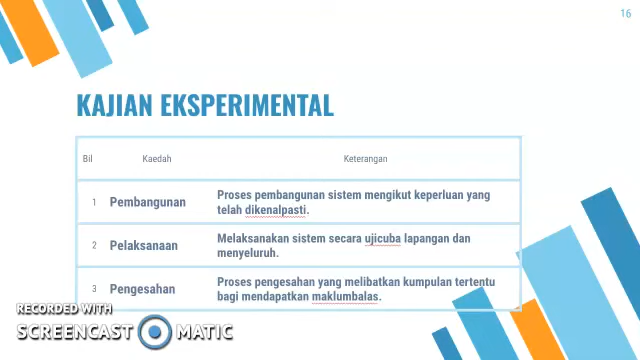 16
KAJIAN EKSPERIMENTAL
Bil Kaedah Keterangan
1 Pembangunan Proses pembangunan sistem mengikut keperluan yang
telah dikenalpasti.
2 Pelaksanaan Melaksanakan sistem secara ujicuba lapangan dan
menyeluruh.
3 Pengesahan Proses pengesahan yang melibatkan kumpulan tertentu
bagi mendapatkan maklumbalas.
RECORDED WITH
SCREENCAST MATIC